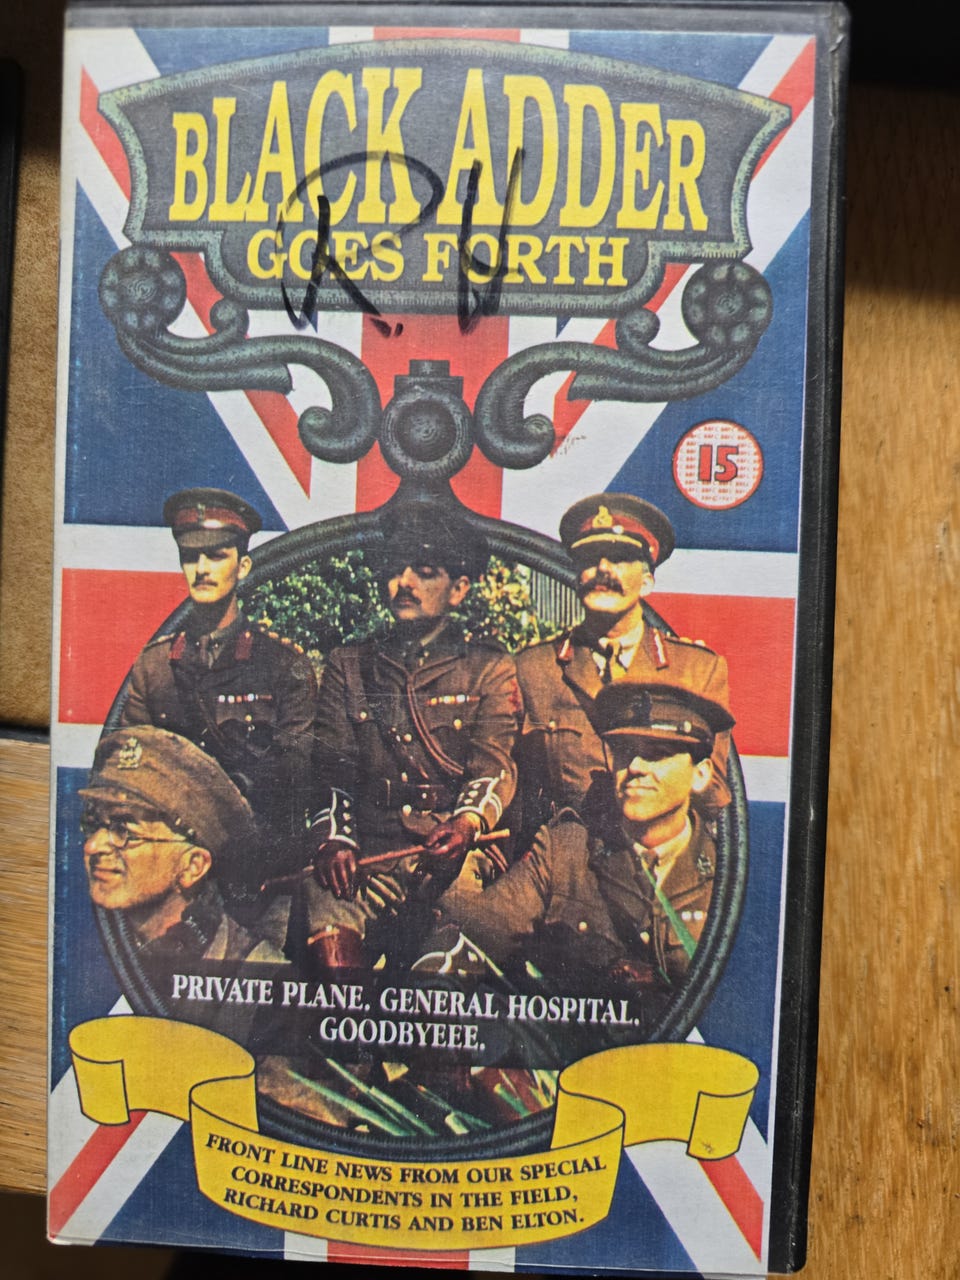 BLACK ADDER
GOES FORTH
R.H
15
PRIVATE PLANE. GENERAL HOSPITAL.
GOODBYEEE.
FRONT LINE NEWS FROM OUR SPECIAL
CORRESPONDENTS IN THE FIELD,
RICHARD CURTIS AND BEN ELTON.